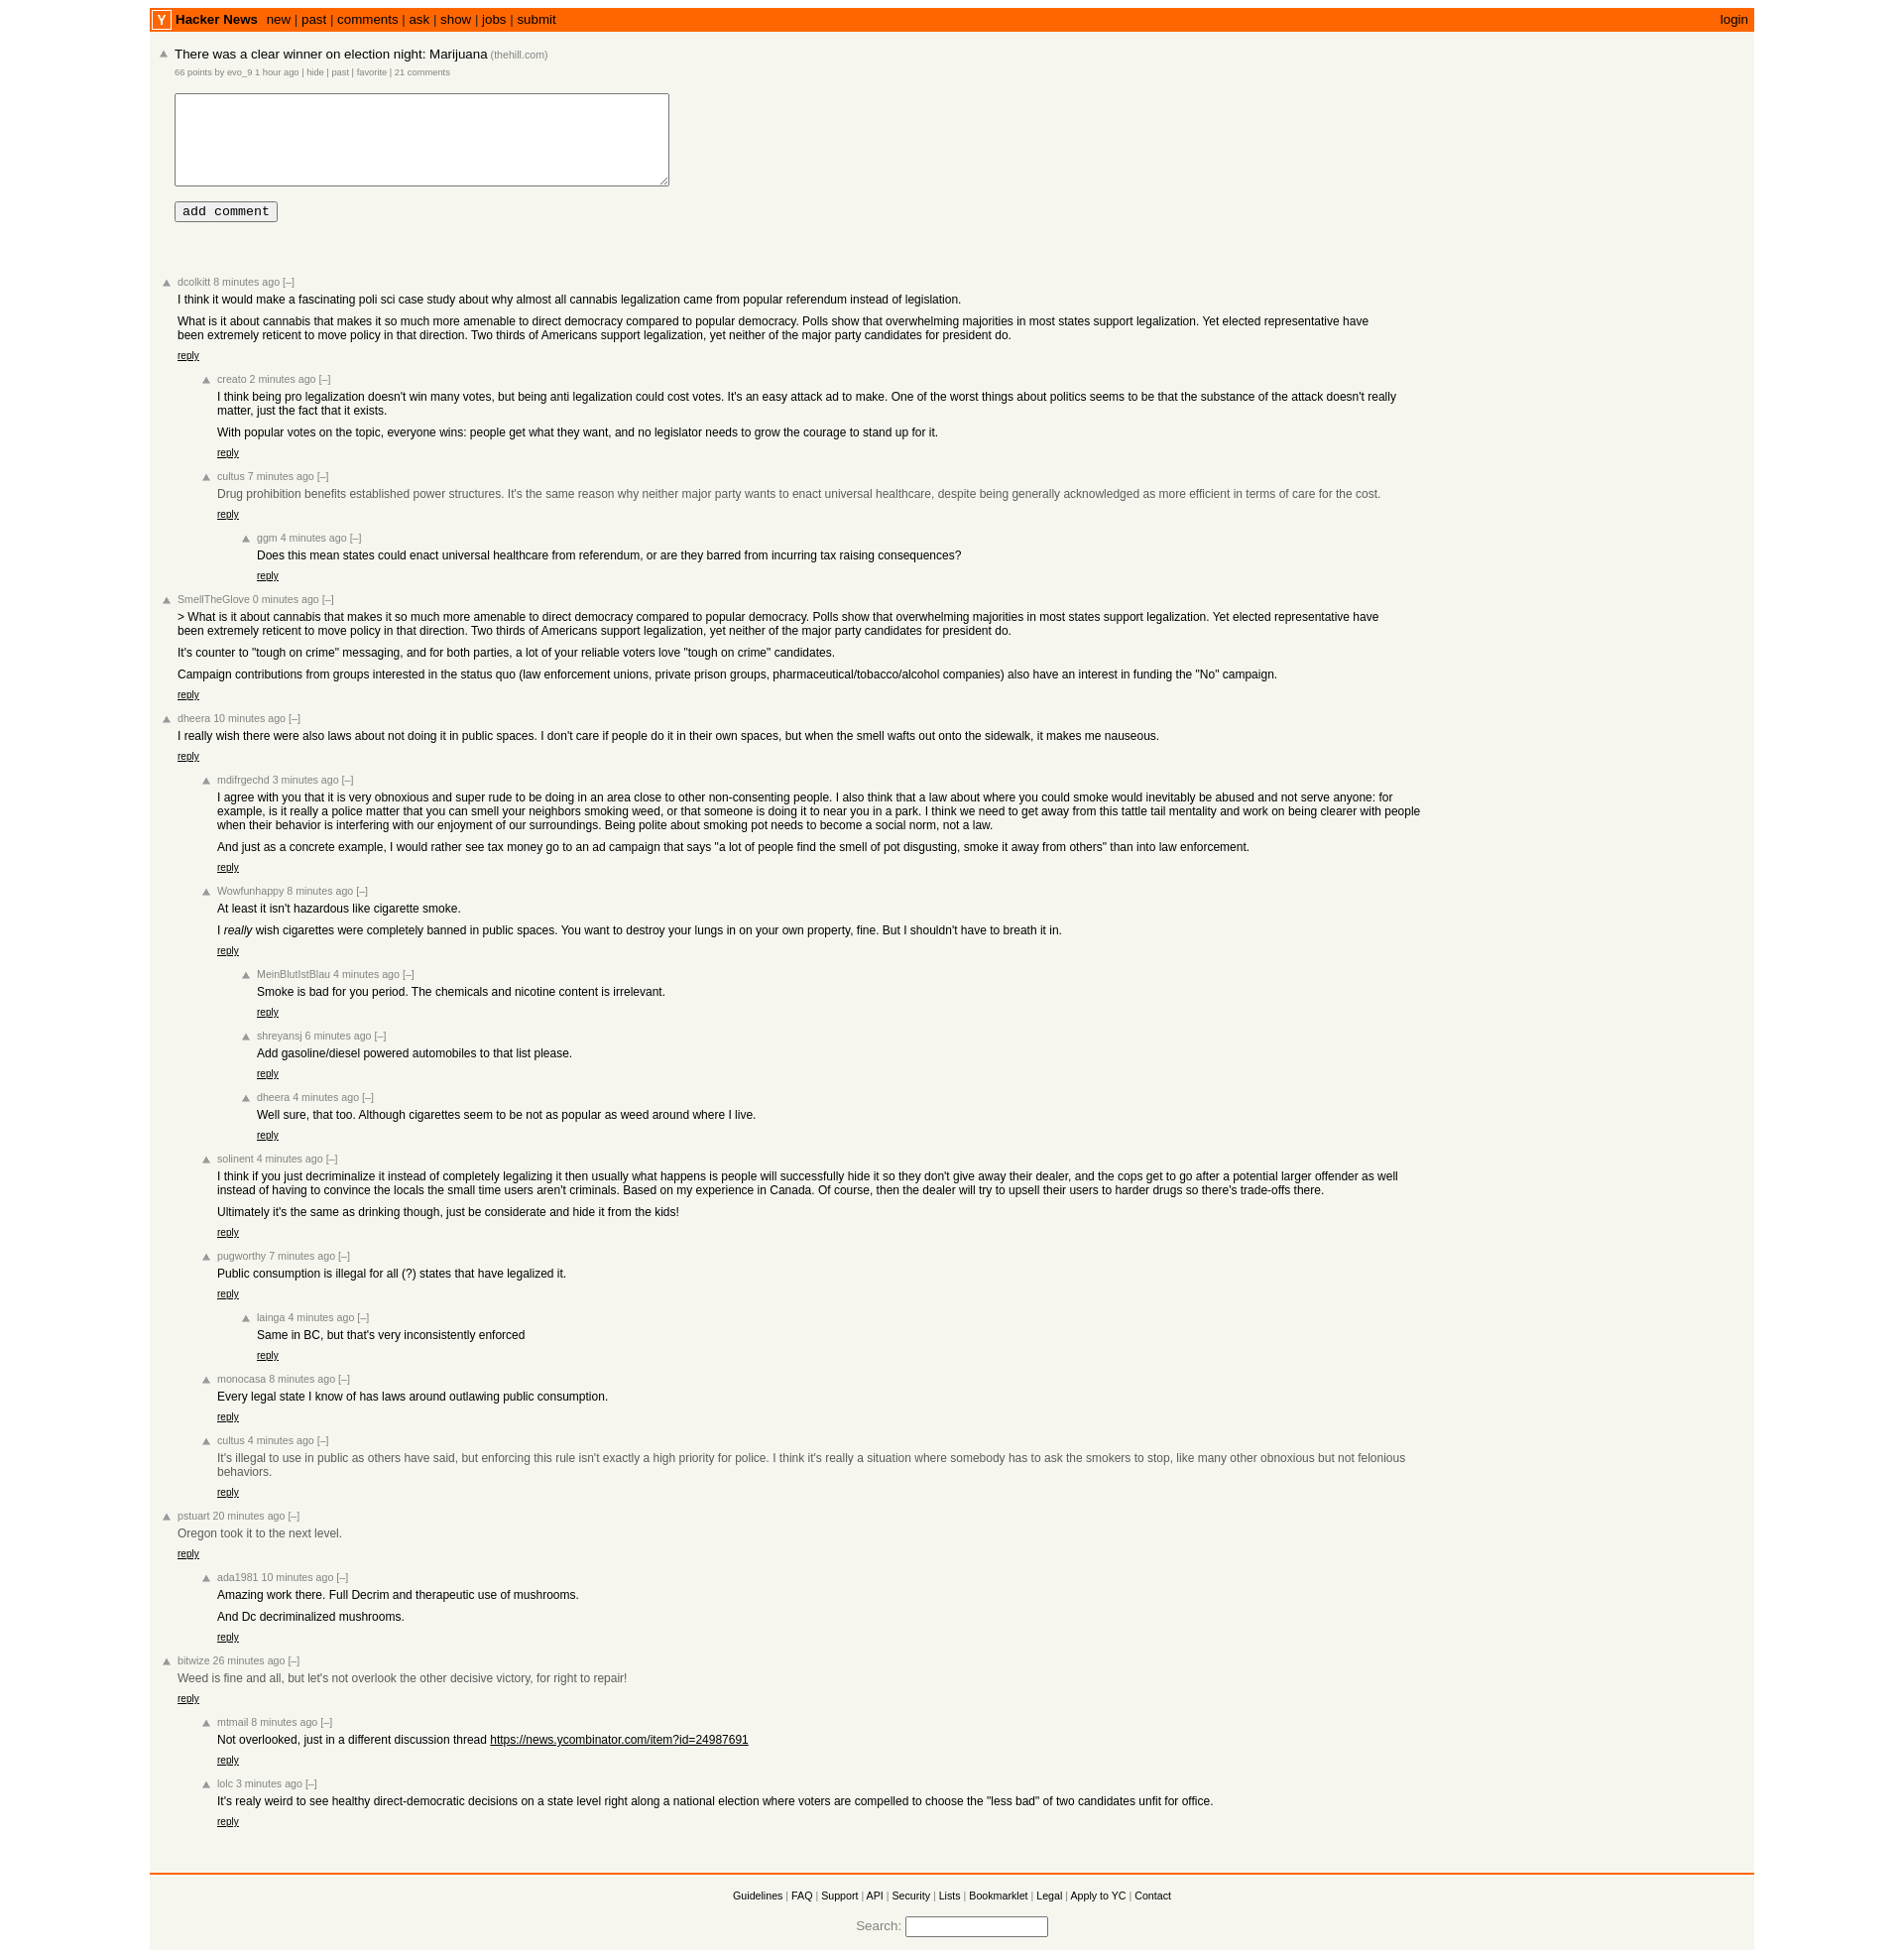 Y Hacker News new | past | comments | ask | show | jobs | submit login
There was a clear winner on election night: Marijuana (thehill.com)
66 points by evo_9 1 hour ago | hide | past | favorite | 21 comments
add comment
dcolkitt 8 minutes ago [–]
I think it would make a fascinating poli sci case study about why almost all cannabis legalization came from popular referendum instead of legislation.
What is it about cannabis that makes it so much more amenable to direct democracy compared to popular democracy. Polls show that overwhelming majorities in most states support legalization. Yet elected representative have
been extremely reticent to move policy in that direction. Two thirds of Americans support legalization, yet neither of the major party candidates for president do.
reply
creato 2 minutes ago [–]
I think being pro legalization doesn't win many votes, but being anti legalization could cost votes. It's an easy attack ad to make. One of the worst things about politics seems to be that the substance of the attack doesn't really
matter, just the fact that it exists.
With popular votes on the topic, everyone wins: people get what they want, and no legislator needs to grow the courage to stand up for it.
reply
cultus 7 minutes ago [–]
Drug prohibition benefits established power structures. It's the same reason why neither major party wants to enact universal healthcare, despite being generally acknowledged as more efficient in terms of care for the cost.
reply
ggm 4 minutes ago [–]
Does this mean states could enact universal healthcare from referendum, or are they barred from incurring tax raising consequences?
reply
SmellTheGlove 0 minutes ago [–]
> What is it about cannabis that makes it so much more amenable to direct democracy compared to popular democracy. Polls show that overwhelming majorities in most states support legalization. Yet elected representative have
been extremely reticent to move policy in that direction. Two thirds of Americans support legalization, yet neither of the major party candidates for president do.
It's counter to "tough on crime" messaging, and for both parties, a lot of your reliable voters love "tough on crime" candidates.
Campaign contributions from groups interested in the status quo (law enforcement unions, private prison groups, pharmaceutical/tobacco/alcohol companies) also have an interest in funding the "No" campaign.
reply
dheera 10 minutes ago [–]
I really wish there were also laws about not doing it in public spaces. I don't care if people do it in their own spaces, but when the smell wafts out onto the sidewalk, it makes me nauseous.
reply
mdifrgechd 3 minutes ago [–]
I agree with you that it is very obnoxious and super rude to be doing in an area close to other non-consenting people. I also think that a law about where you could smoke would inevitably be abused and not serve anyone: for
example, is it really a police matter that you can smell your neighbors smoking weed, or that someone is doing it to near you in a park. I think we need to get away from this tattle tail mentality and work on being clearer with people
when their behavior is interfering with our enjoyment of our surroundings. Being polite about smoking pot needs to become a social norm, not a law.
And just as a concrete example, I would rather see tax money go to an ad campaign that says "a lot of people find the smell of pot disgusting, smoke it away from others" than into law enforcement.
reply
Wowfunhappy 8 minutes ago [–]
At least it isn't hazardous like cigarette smoke.
I really wish cigarettes were completely banned in public spaces. You want to destroy your lungs in on your own property, fine. But I shouldn't have to breath it in.
reply
MeinBlutIstBlau 4 minutes ago [–]
Smoke is bad for you period. The chemicals and nicotine content is irrelevant.
reply
shreyansj 6 minutes ago [–]
Add gasoline/diesel powered automobiles to that list please.
reply
dheera 4 minutes ago [–]
Well sure, that too. Although cigarettes seem to be not as popular as weed around where I live.
reply
solinent 4 minutes ago [–]
I think if you just decriminalize it instead of completely legalizing it then usually what happens is people will successfully hide it so they don't give away their dealer, and the cops get to go after a potential larger offender as well
instead of having to convince the locals the small time users aren't criminals. Based on my experience in Canada. Of course, then the dealer will try to upsell their users to harder drugs so there's trade-offs there.
Ultimately it's the same as drinking though, just be considerate and hide it from the kids!
reply
pugworthy 7 minutes ago [–]
Public consumption is illegal for all (?) states that have legalized it.
reply
lainga 4 minutes ago [–]
Same in BC, but that's very inconsistently enforced
reply
monocasa 8 minutes ago [–]
Every legal state I know of has laws around outlawing public consumption.
reply
cultus 4 minutes ago [–]
It's illegal to use in public as others have said, but enforcing this rule isn't exactly a high priority for police. I think it's really a situation where somebody has to ask the smokers to stop, like many other obnoxious but not felonious
behaviors.
reply
pstuart 20 minutes ago [–]
Oregon took it to the next level.
reply
ada1981 10 minutes ago [–]
Amazing work there. Full Decrim and therapeutic use of mushrooms.
And Dc decriminalized mushrooms.
reply
bitwize 26 minutes ago [–]
Weed is fine and all, but let's not overlook the other decisive victory, for right to repair!
reply
mtmail 8 minutes ago [–]
Not overlooked, just in a different discussion thread https://news.ycombinator.com/item?id=24987691
reply
lolc 3 minutes ago [–]
It's realy weird to see healthy direct-democratic decisions on a state level right along a national election where voters are compelled to choose the "less bad" of two candidates unfit for office.
reply
Guidelines | FAQ | Support | API | Security | Lists | Bookmarklet | Legal | Apply to YC | Contact
Search: